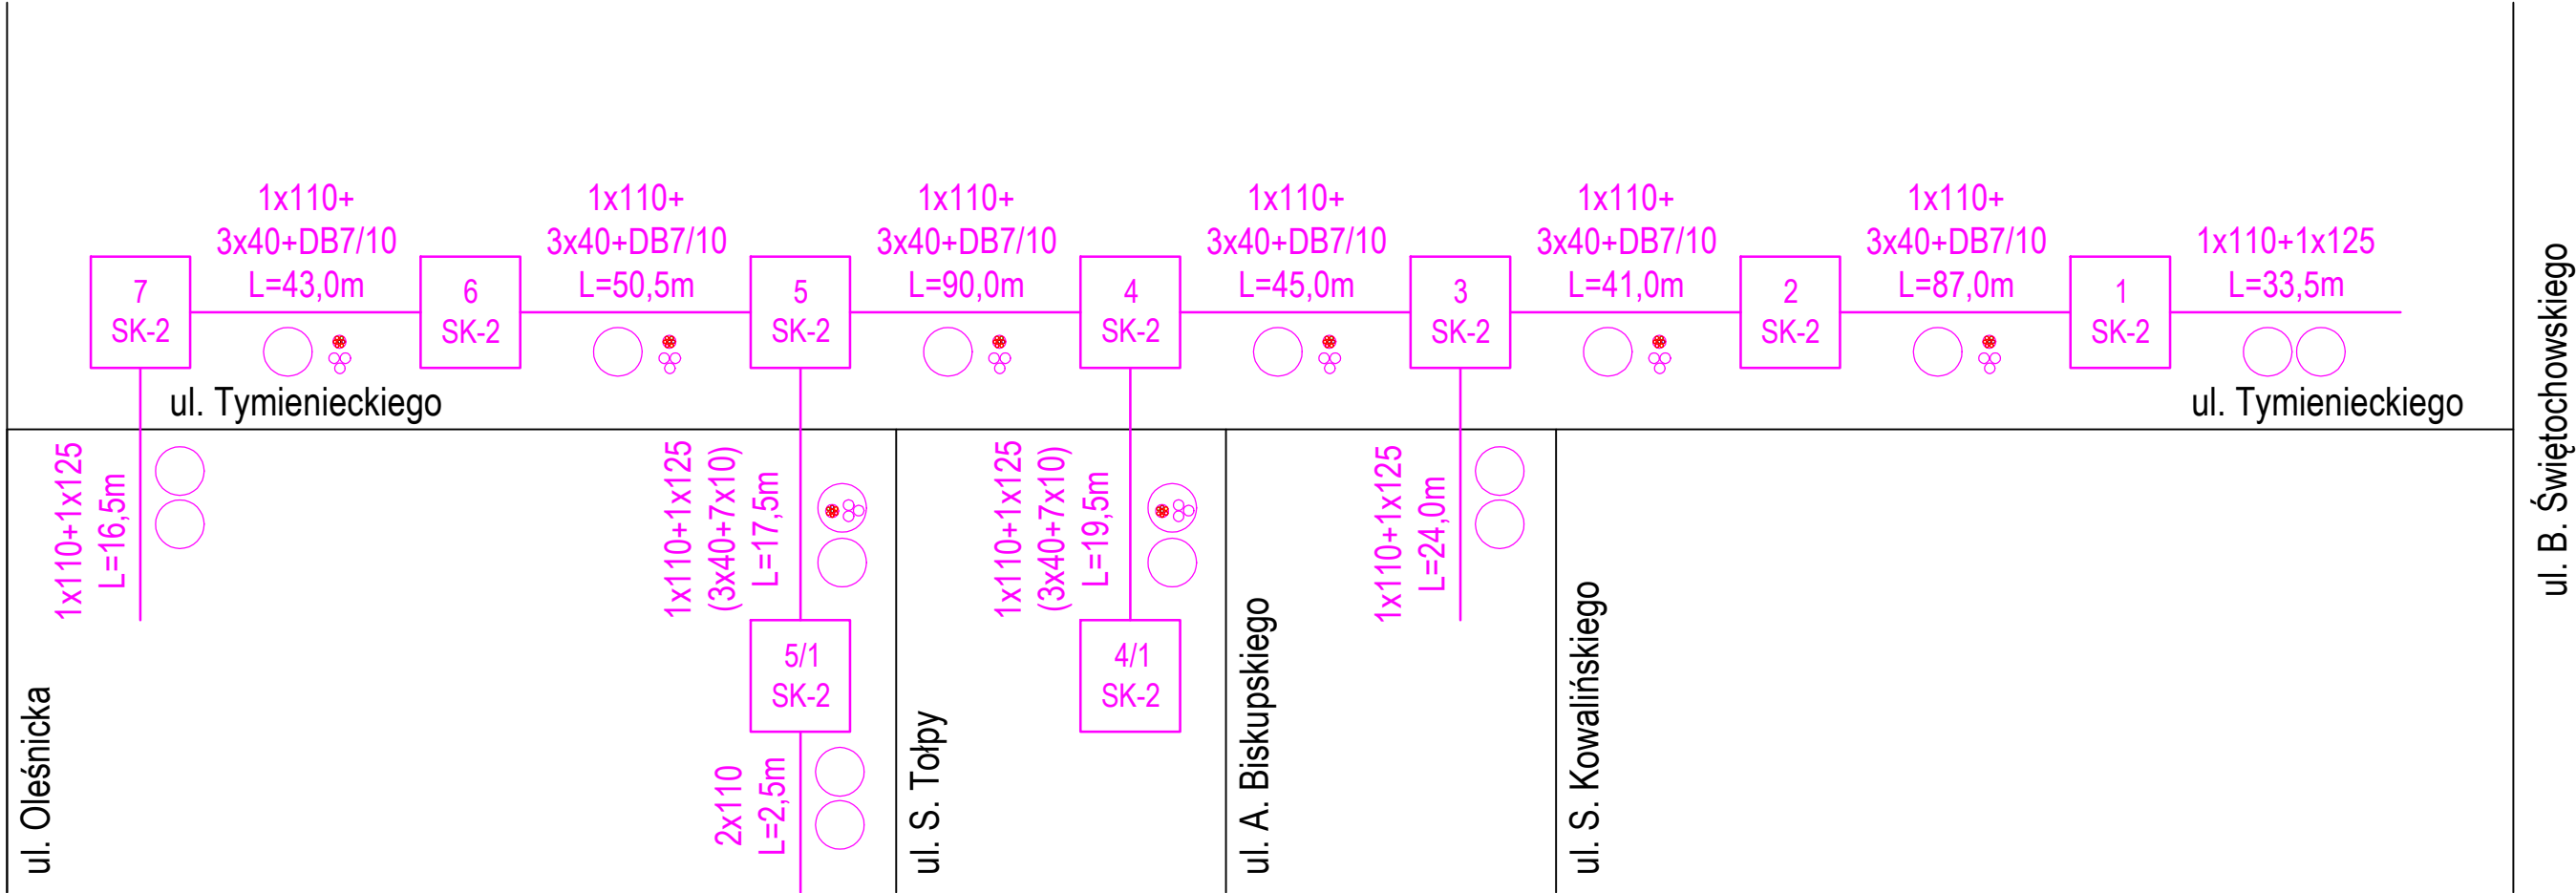 1x110+
3x40+DB7/10
L=43,0m
1x110+
3x40+DB7/10
L=50,5m
1x110+
3x40+DB7/10
L=90,0m
1x110+
3x40+DB7/10
L=45,0m
1x110+
3x40+DB7/10
L=41,0m
1x110+
3x40+DB7/10
L=87,0m
1x110+1x125
L=33,5m
7
SK-2
6
SK-2
5
SK-2
4
SK-2
3
SK-2
2
SK-2
1
SK-2
ul. Tymienieckiego
ul. Tymienieckiego
ul. B. Świętochowskiego
1x110+1x125
L=16,5m
1x110+1x125
(3x40+7x10)
L=17,5m
1x110+1x125
(3x40+7x10)
L=19,5m
1x110+1x125
L=24,0m
5/1
SK-2
4/1
SK-2
2x110
L=2,5m
ul. Oleśnicka
ul. S. Tołpy
ul. A. Biskupskiego
ul. S. Kowalińskiego